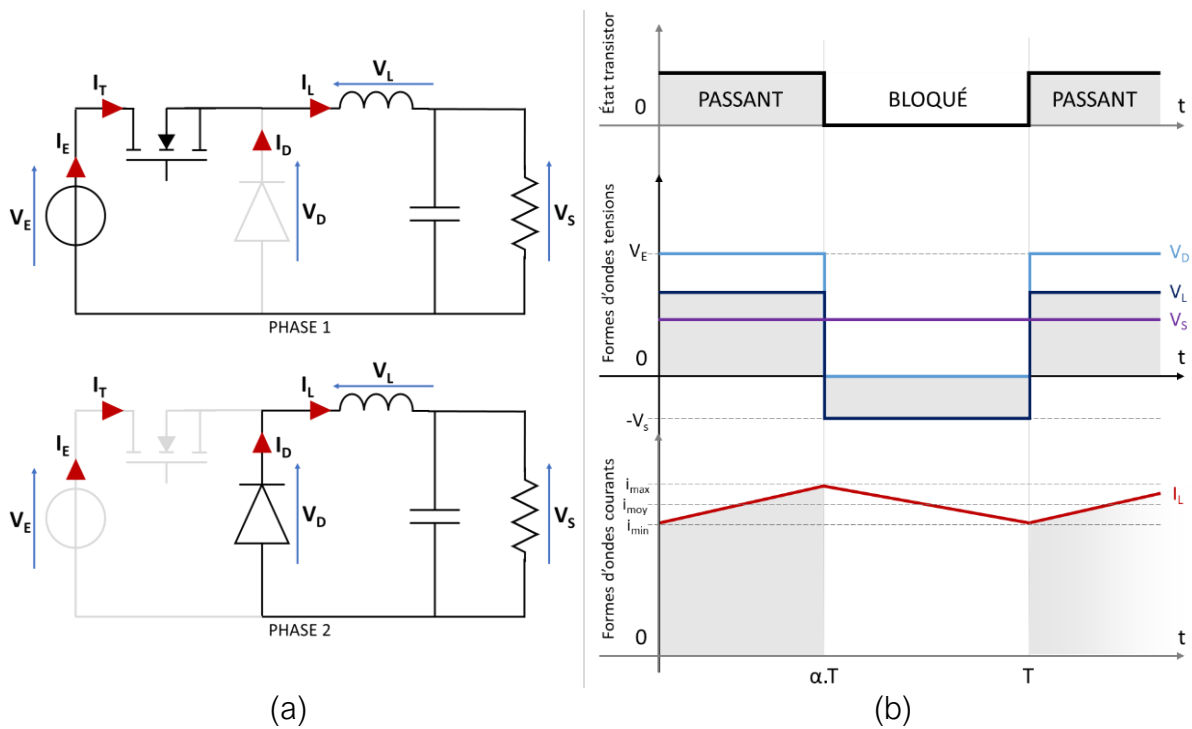 V_L
I_T
I_L
I_E
I_D
V_E
V_D
V_S
PHASE 1
V_L
I_T
I_L
I_E
I_D
V_E
V_D
V_S
PHASE 2
(a)
État transistor
0
PASSANT
BLOQUÉ
PASSANT
t
Formes d'ondes tensions
V_E
V_D
V_L
V_S
0
t
-V_s
Formes d'ondes courants
i_max
i_moy
i_min
I_L
0
t
α.T
T
(b)